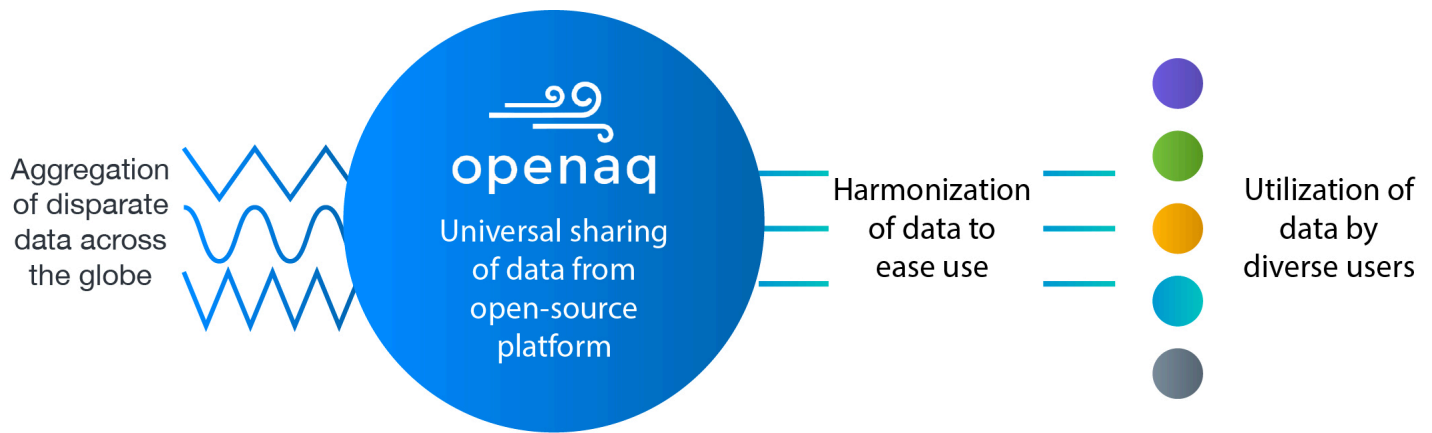 Aggregation
of disparate
data across
the globe
openaq
Universal sharing
of data from
open-source
platform
Harmonization
of data to
ease use
Utilization of
data by
diverse users